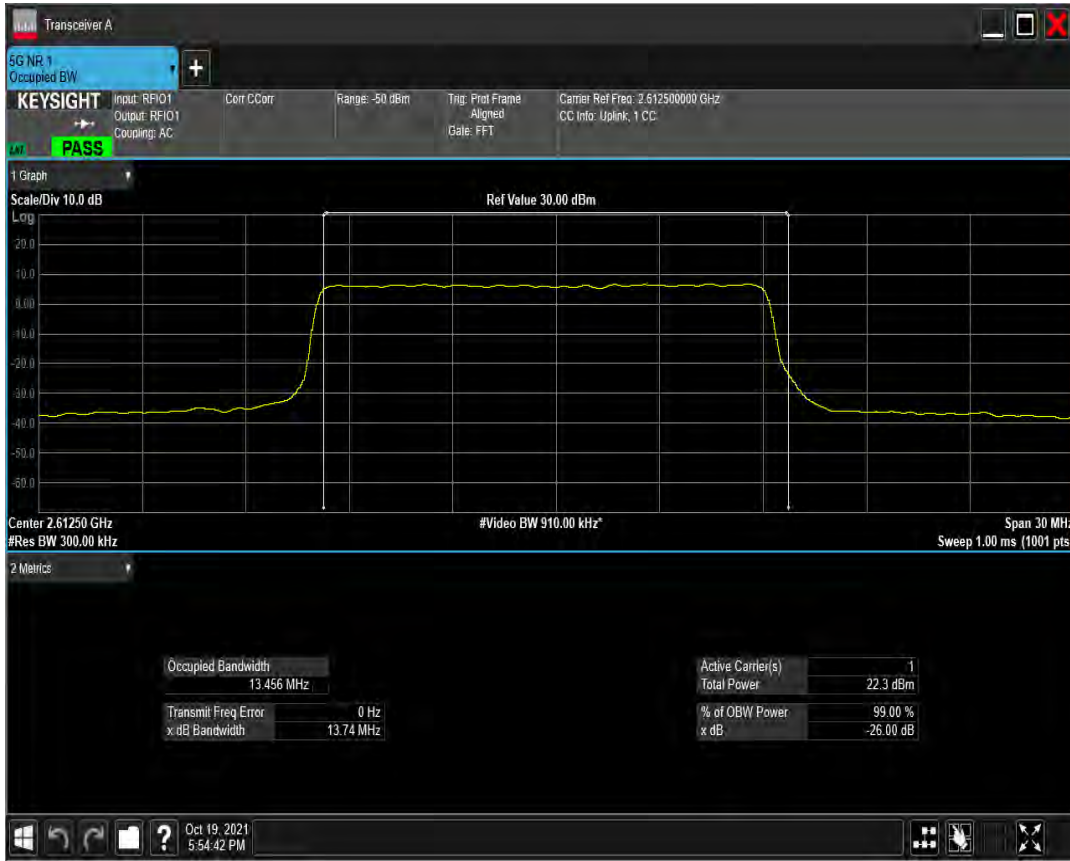 Transceiver A
5G NR 1
Occupied BW
+
KEYSIGHT
Input: RFIO1
Output: RFIO1
Coupling: AC
Corr CCorr
Range: -50 dBm
Trig: Prot Frame
Aligned
Gate: FFT
Carrier Ref Freq: 2.612500000 GHz
CC Info: Uplink, 1 CC
PASS
1 Graph
Scale/Div 10.0 dB
Ref Value 30.00 dBm
Log
20.0
10.0
0.00
-10.0
-20.0
-30.0
-40.0
-50.0
-60.0
Center 2.61250 GHz
#Video BW 910.00 kHz*
Span 30 MHz
#Res BW 300.00 kHz
Sweep 1.00 ms (1001 pts
2 Metrics
Occupied Bandwidth
13.456 MHz
Transmit Freq Error 0 Hz
x dB Bandwidth 13.74 MHz
Active Carrier(s) 1
Total Power 22.3 dBm
% of OBW Power 99.00 %
x dB -26.00 dB
?
Oct 19, 2021
5:54:42 PM